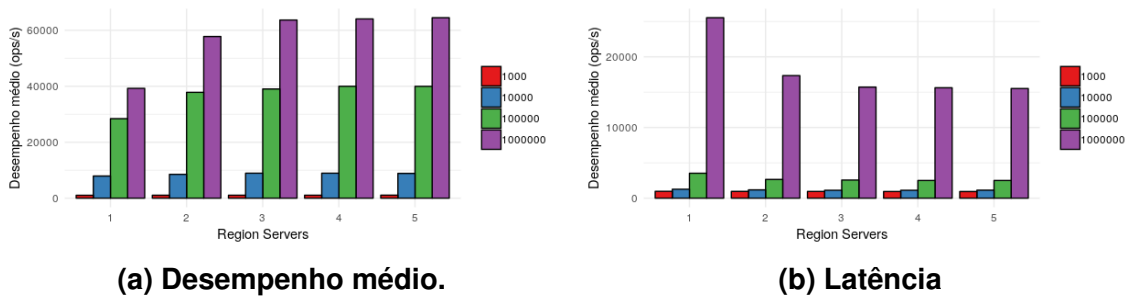 Desempenho médio (ops/s)
60000
40000
20000
0
1 2 3 4 5
Region Servers
1000
10000
100000
1000000
(a) Desempenho médio.
Desempenho médio (ops/s)
20000
10000
0
1 2 3 4 5
Region Servers
1000
10000
100000
1000000
(b) Latência